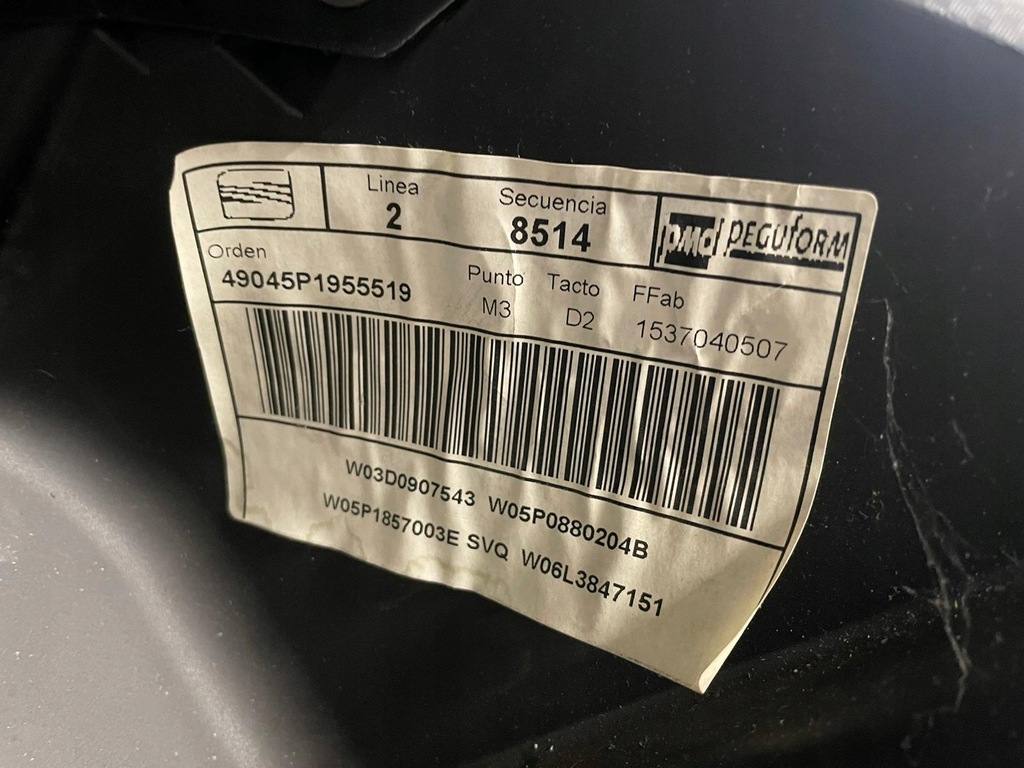 Linea Secuencia
2 8514 pmd PEGUFORM
Orden Punto Tacto FFab
49045P1955519 M3 D2 1537040507
W03D0907543 W05P0880204B
W05P1857003E SVQ W06L3847151